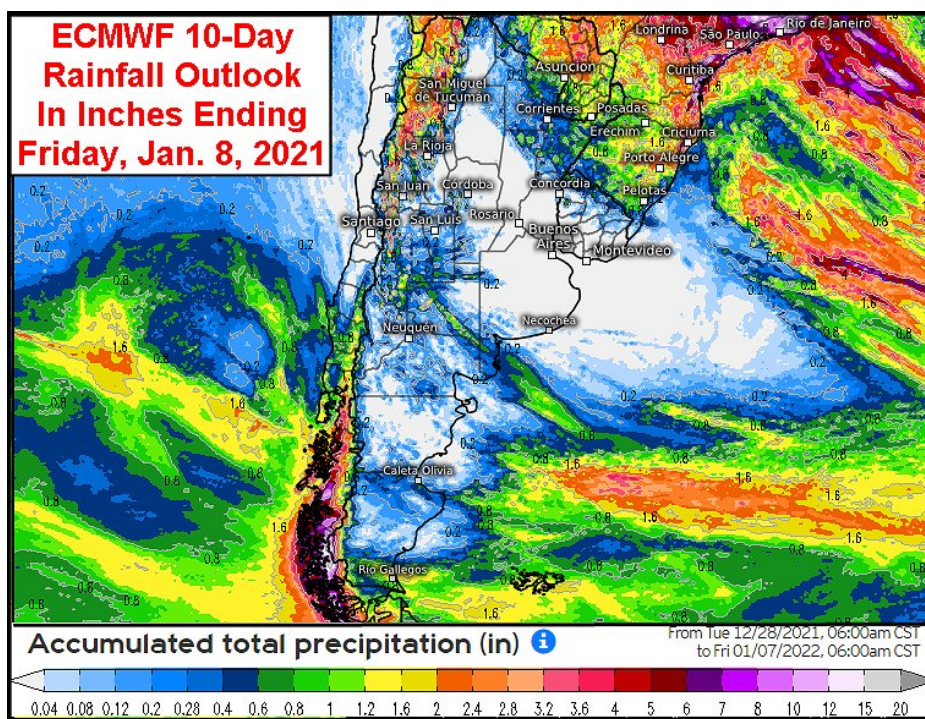 ECMWF 10-Day
Rainfall Outlook
In Inches Ending
Friday, Jan. 8, 2021
Rio de Janeiro
Londrina
São Paulo
Asuncion
Curitiba
San Miguel
de Tucumán
Corrientes
Posadas
Erechim
Criciuma
La Rioja
Porto Alegre
San Juan
Córdoba
Concordia
Pelotas
Santiago
San Luis
Rosario
Buenos
Aires
Montevideo
Necochea
Neuquén
Caleta Olivia
Río Gallegos
Accumulated total precipitation (in)
From Tue 12/28/2021, 06:00am CST
to Fri 01/07/2022, 06:00am CST
0.04 0.08 0.12 0.2 0.28 0.4 0.6 0.8 1 1.2 1.6 2 2.4 2.8 3.2 3.6 4 5 6 7 8 10 12 15 20